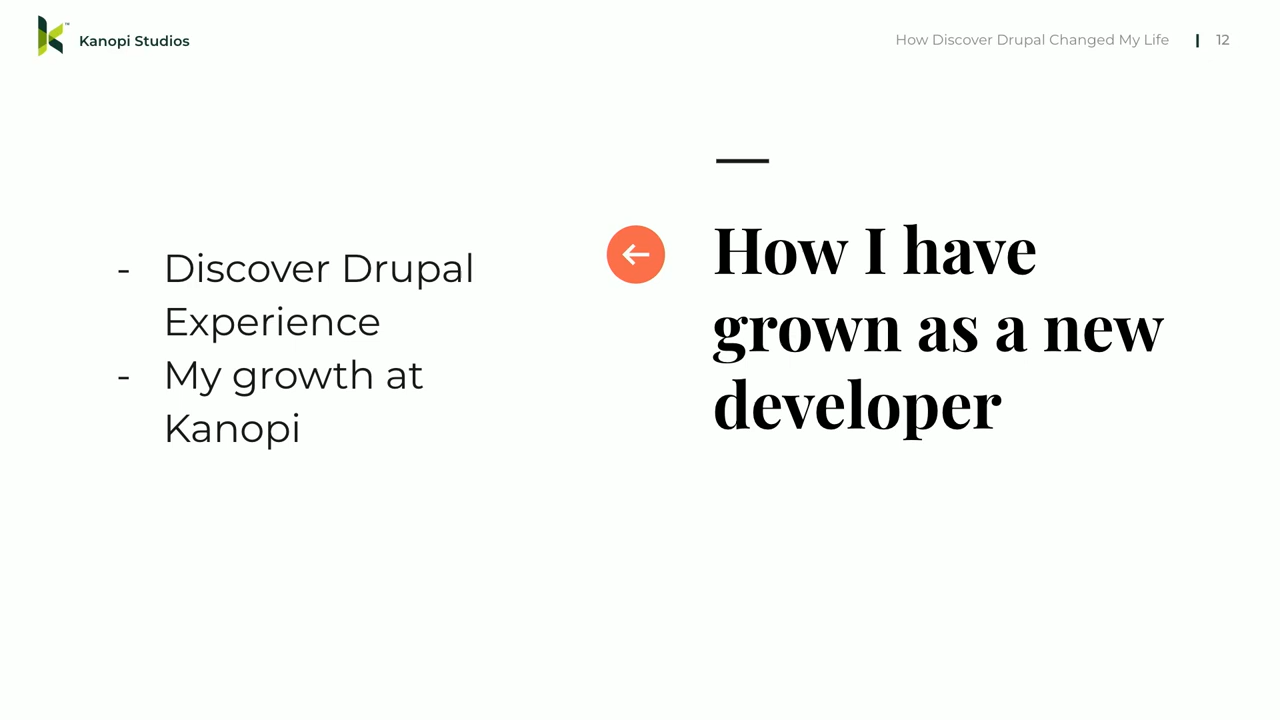 Kanopi Studios
How Discover Drupal Changed My Life | 12
- Discover Drupal
Experience
- My growth at
Kanopi
How I have
grown as a new
developer